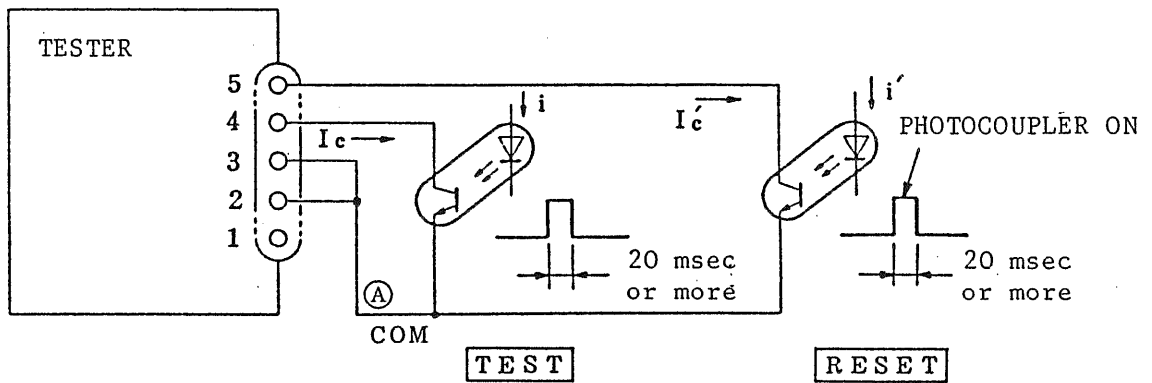 TESTER
5
4
3
2
1
Ic
i
I'c
i'
PHOTOCOUPLER ON
20 msec
or more
20 msec
or more
Ⓐ
COM
TEST
RESET